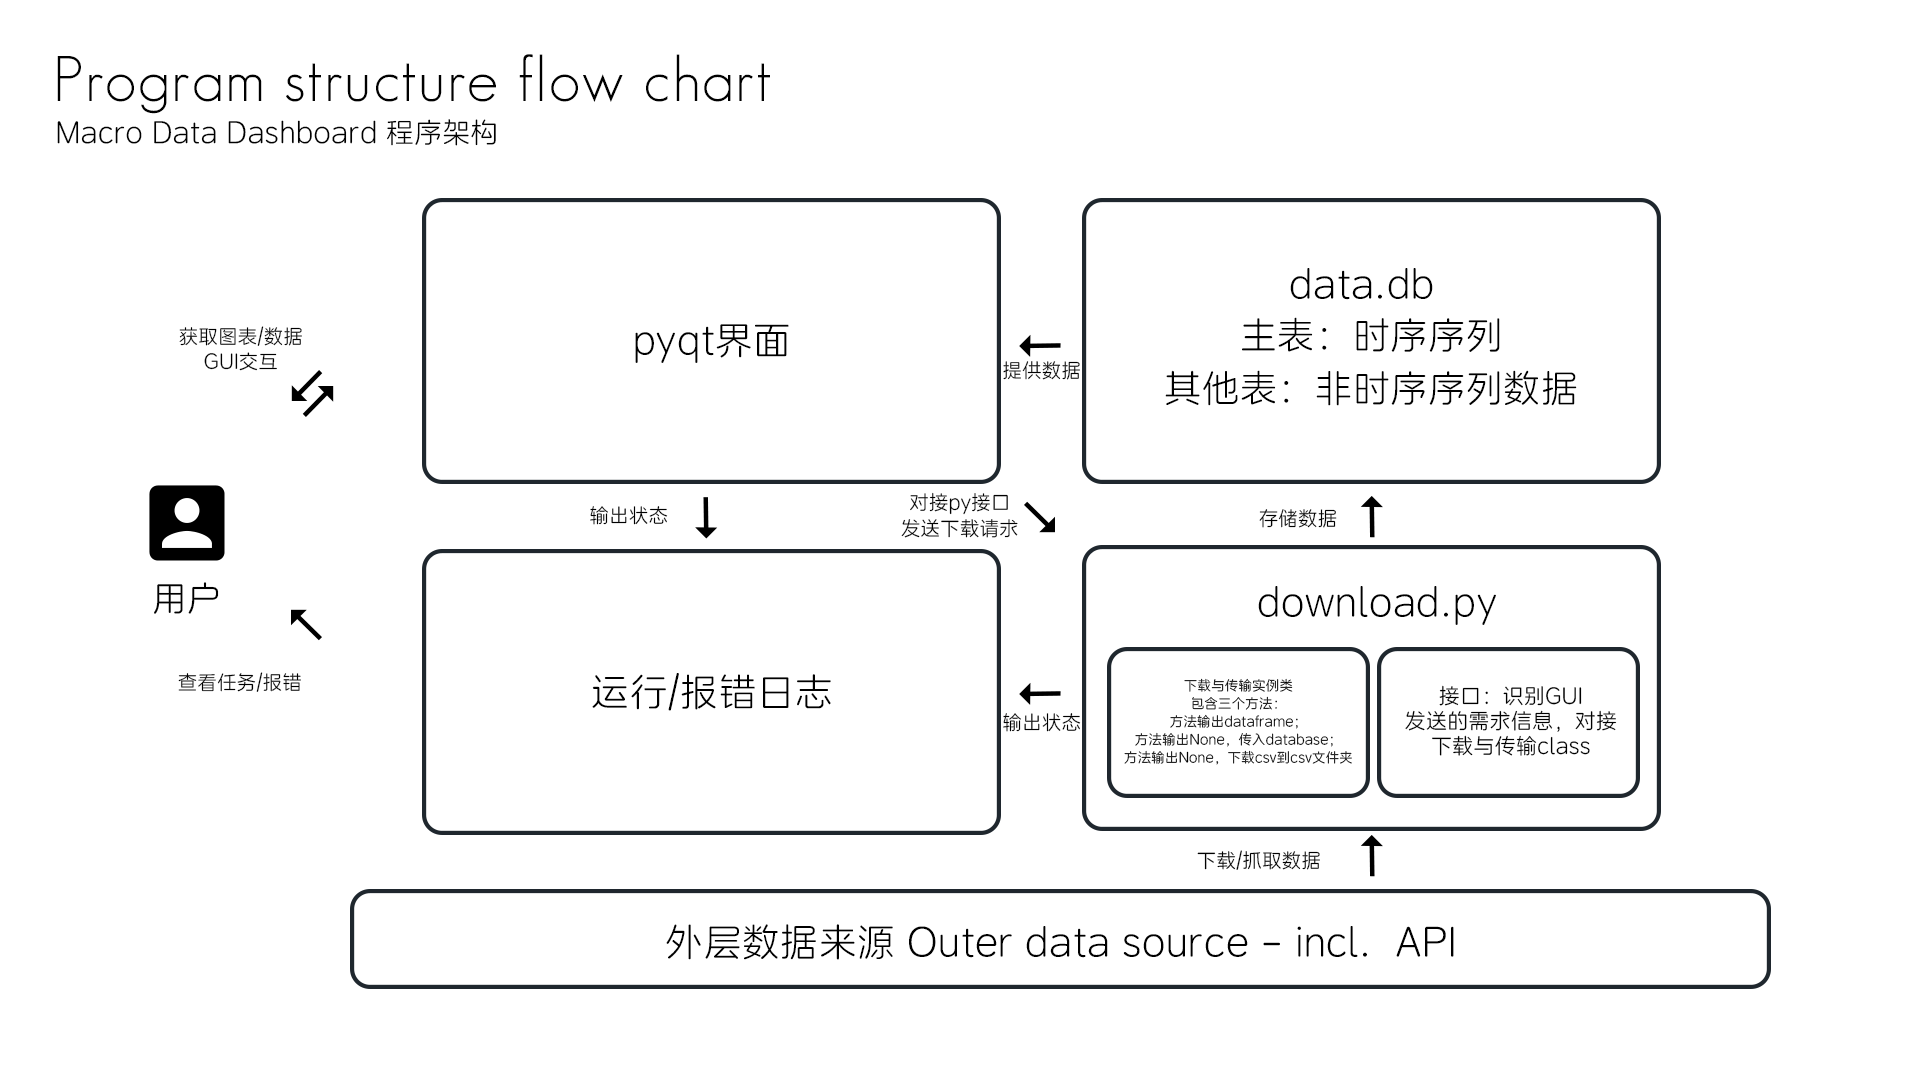 Program structure flow chart
Macro Data Dashboard 程序架构
获取图表/数据
GUI交互
用户
查看任务/报错
pyqt界面
提供数据
data.db
主表：时序序列
其他表：非时序序列数据
输出状态
对接py接口
发送下载请求
存储数据
运行/报错日志
输出状态
download.py
下载与传输实例类
包含三个方法：
方法输出dataframe；
方法输出None，传入database；
方法输出None，下载csv到csv文件夹
接口：识别GUI
发送的需求信息，对接
下载与传输class
下载/抓取数据
外层数据来源 Outer data source – incl. API